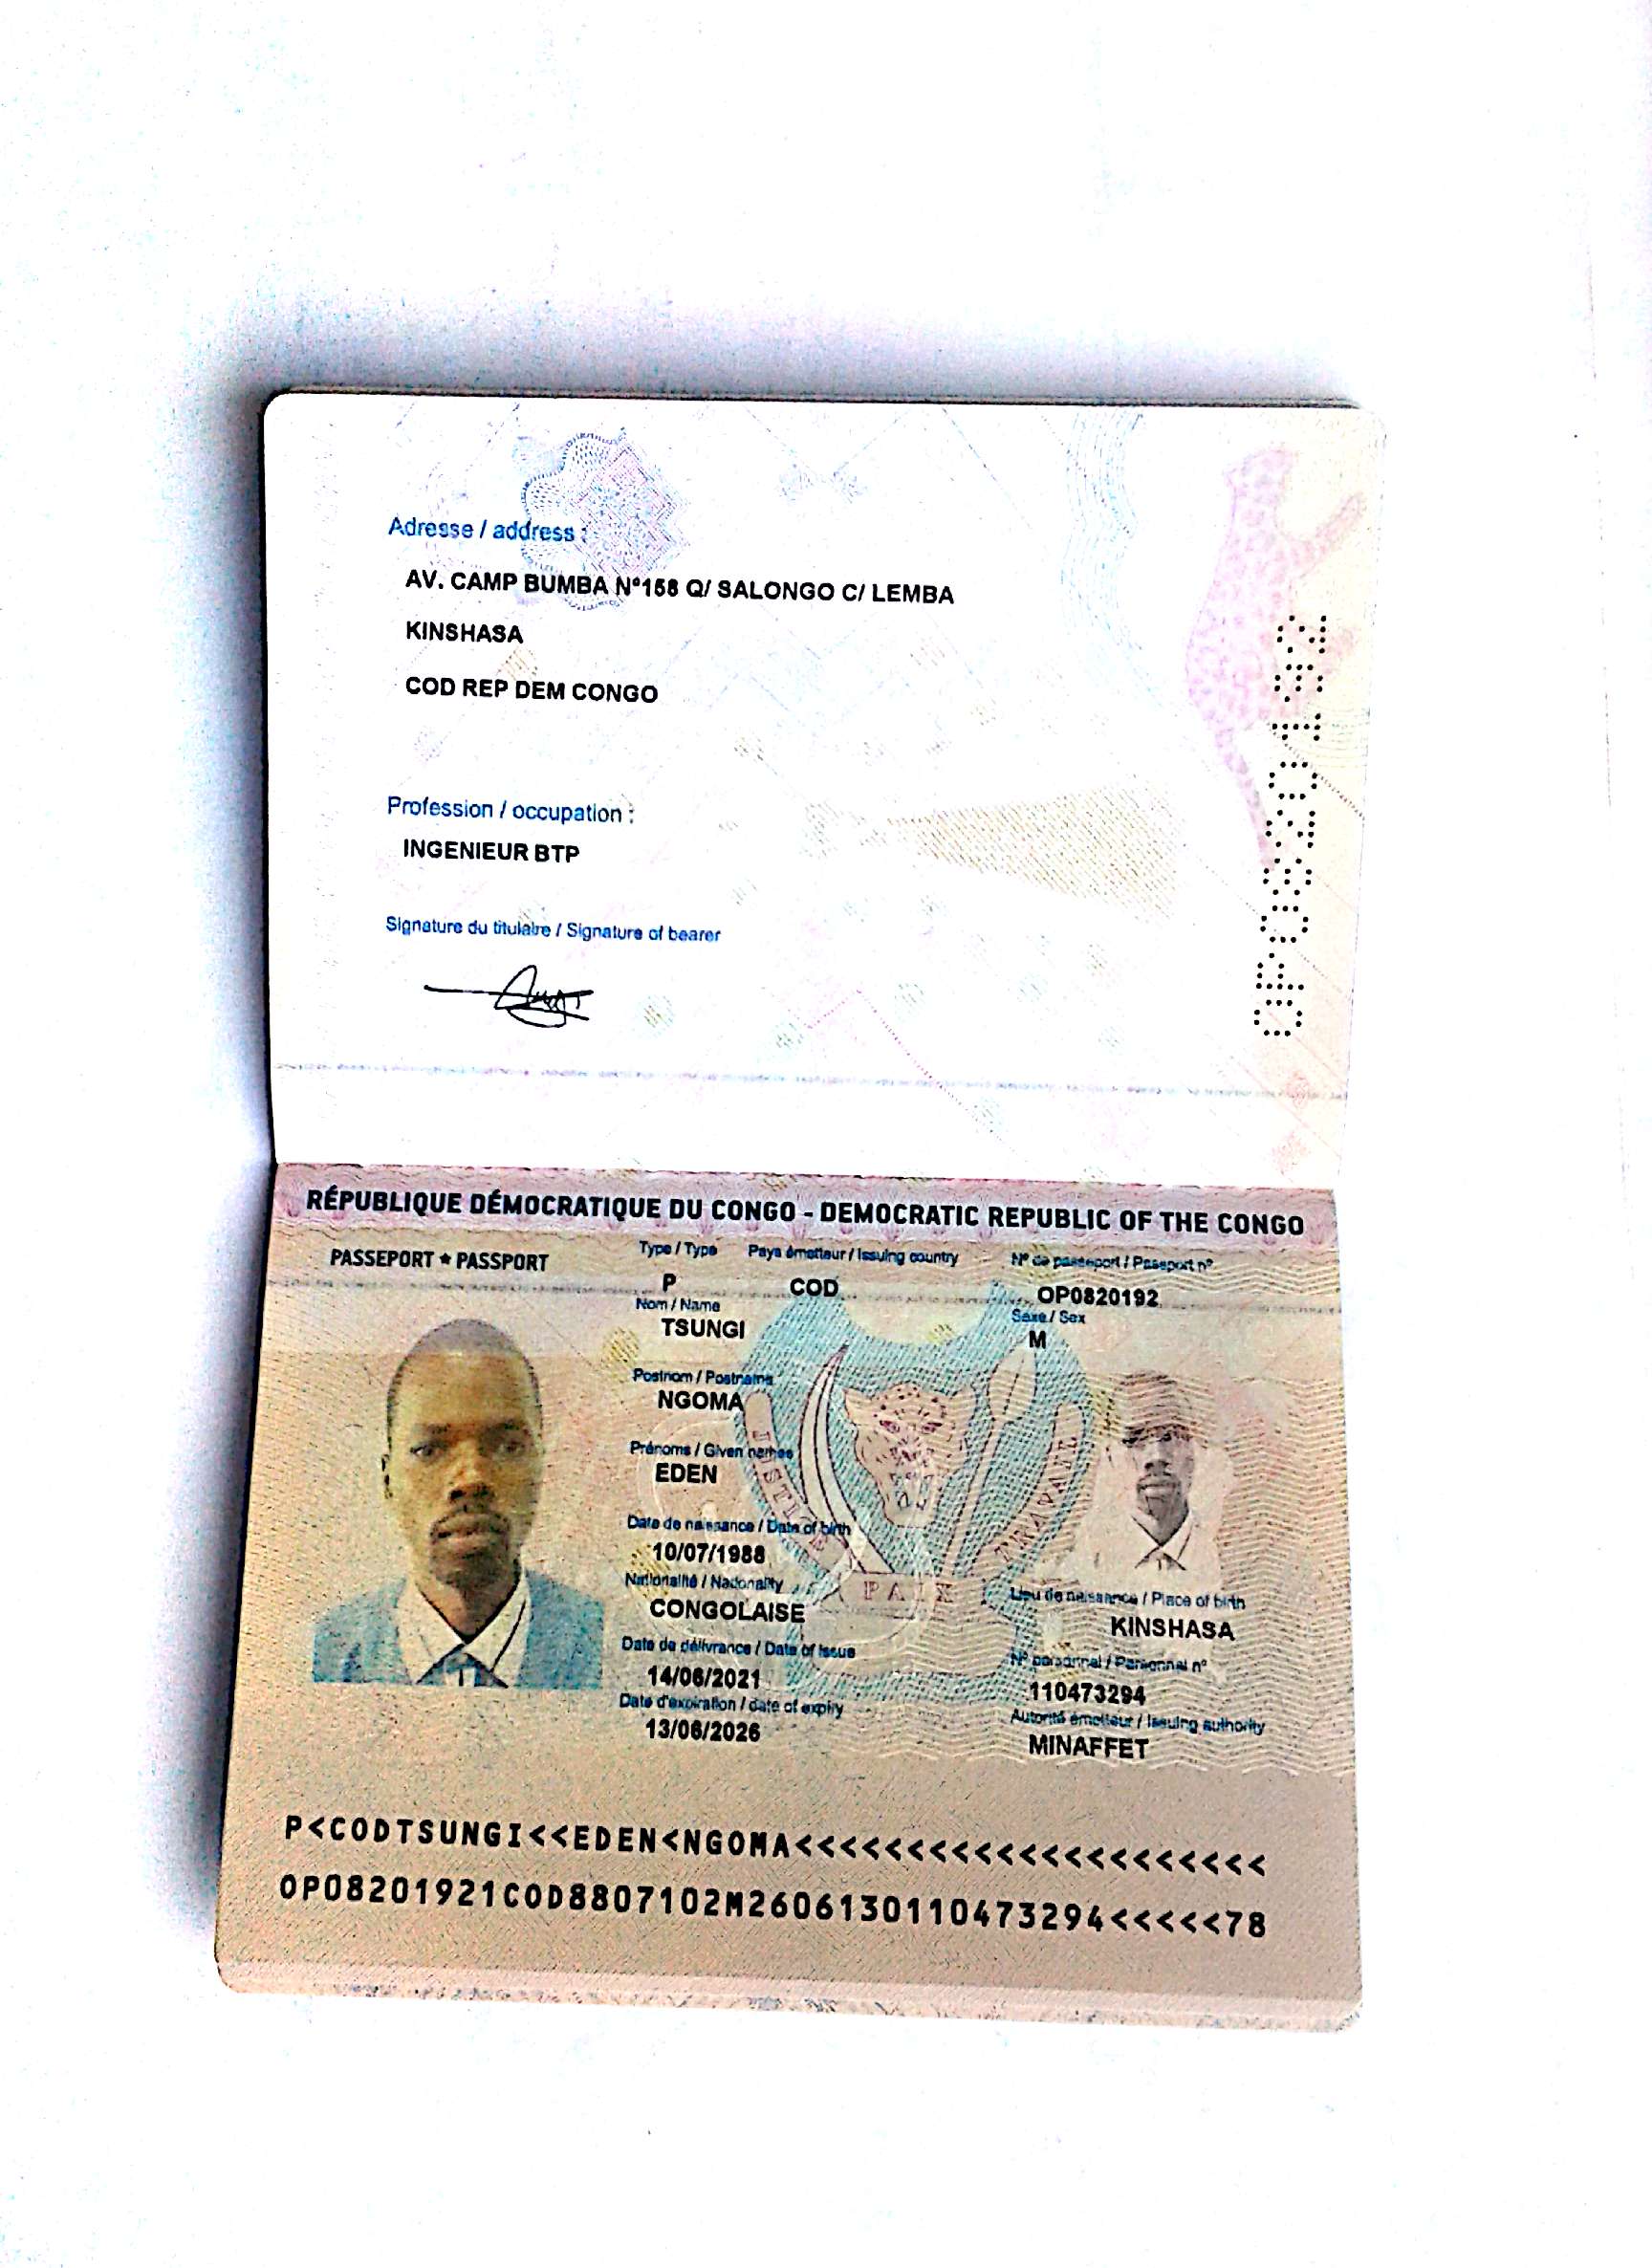 Adresse / address :
AV. CAMP BUMBA N°158 Q/ SALONGO C/ LEMBA
KINSHASA
COD REP DEM CONGO
Profession / occupation :
INGENIEUR BTP
Signature du titulaire / Signature of bearer
OP0820192
RÉPUBLIQUE DÉMOCRATIQUE DU CONGO - DEMOCRATIC REPUBLIC OF THE CONGO
PASSEPORT ★ PASSPORT
Type / Type Pays émetteur / Issuing country N° de passeport / Passport n°
P COD OP0820192
Nom / Name Sexe / Sex
TSUNGI M
Postnom / Postname
NGOMA
Prénoms / Given names
EDEN
JUSTICE PAIX TRAVAIL
Date de naissance / Date of birth
10/07/1988
Nationalité / Nationality Lieu de naissance / Place of birth
CONGOLAISE KINSHASA
Date de délivrance / Date of issue N° personnel / Personnal n°
14/06/2021 110473294
Date d'expiration / date of expiry Autorité émetteur / Issuing authority
13/06/2026 MINAFFET
P<CODTSUNGI<<EDEN<NGOMA<<<<<<<<<<<<<<<<<<<<<
OP08201921COD8807102M2606130110473294<<<<<78